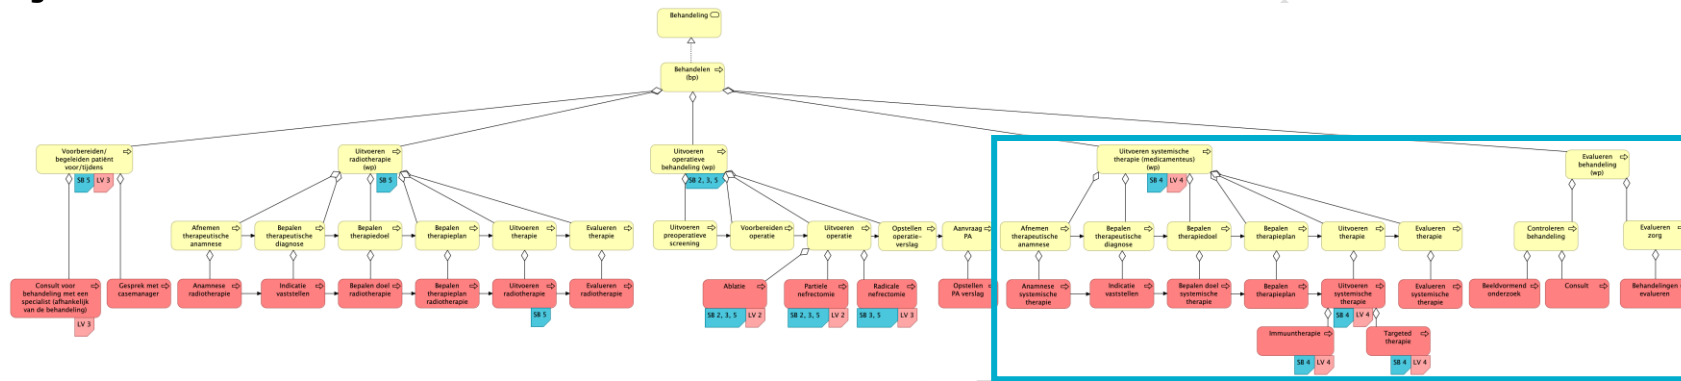 Behandeling
Behandelen
(bp)
Voorbereiden/
begeleiden patiënt
voor/tijdens
SB 5
LV 3
Uitvoeren
radiotherapie
(wp)
SB 5
Uitvoeren
operatieve
behandeling (wp)
SB 2, 3, 5
Uitvoeren systemische
therapie (medicamenteus)
(wp)
SB 4
LV 4
Evalueren
behandeling
(wp)
Afnemen
therapeutische
anamnese
Bepalen
therapeutische
diagnose
Bepalen
therapiedoel
Bepalen
therapieplan
Uitvoeren
therapie
Evalueren
therapie
Uitvoeren
preoperatieve
screening
Voorbereiden
operatie
Uitvoeren
operatie
Opstellen
operatie-
verslag
Aanvraag
PA
Afnemen
therapeutische
anamnese
Bepalen
therapeutische
diagnose
Bepalen
therapiedoel
Bepalen
therapieplan
Uitvoeren
therapie
Evalueren
therapie
Controleren
behandeling
Evalueren
zorg
Consult voor
behandeling met een
specialist (afhankelijk
van de behandeling)
LV 3
Gesprek met
casemanager
Anamnese
radiotherapie
Indicatie
vaststellen
Bepalen doel
radiotherapie
Bepalen
therapieplan
radiotherapie
Uitvoeren
radiotherapie
SB 5
Evalueren
radiotherapie
Ablatie
SB 2, 3, 5
LV 2
Partiele
nefrectomie
SB 2, 3, 5
LV 2
Radicale
nefrectomie
SB 3, 5
LV 3
Opstellen
PA verslag
Anamnese
systemische
therapie
Indicatie
vaststellen
Bepalen doel
systemische
therapie
Bepalen
therapieplan
Uitvoeren
systemische
therapie
SB 4
LV 4
Evalueren
systemische
therapie
Beeldvormend
onderzoek
Consult
Behandelingen
evalueren
Immuuntherapie
SB 4
LV 4
Targeted
therapie
SB 4
LV 4